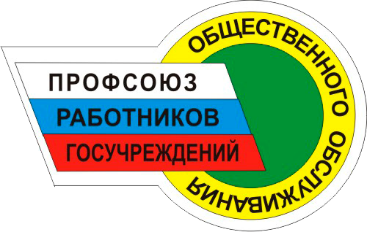 ПРОФСОЮЗ
РАБОТНИКОВ
ГОСУЧРЕЖДЕНИЙ
ОБЩЕСТВЕННОГО ОБСЛУЖИВАНИЯ